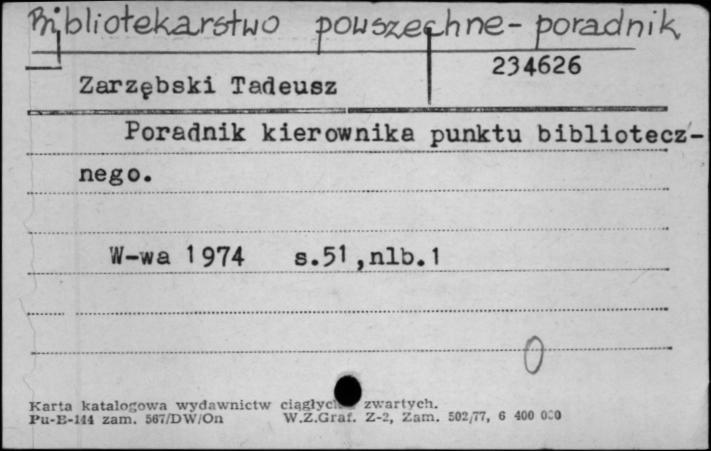 Bibliotekarstwo powszechne - poradnik
234626
Zarzębski Tadeusz
Poradnik kierownika punktu bibliotecz-
nego.
W-wa 1974 s.51,nlb.1
0
Karta katalogowa wydawnictw ciągłych zwartych.
Pu-B-144 zam. 567/DW/On W.Z.Graf. Z-2, Zam. 502/77, 6 400 000